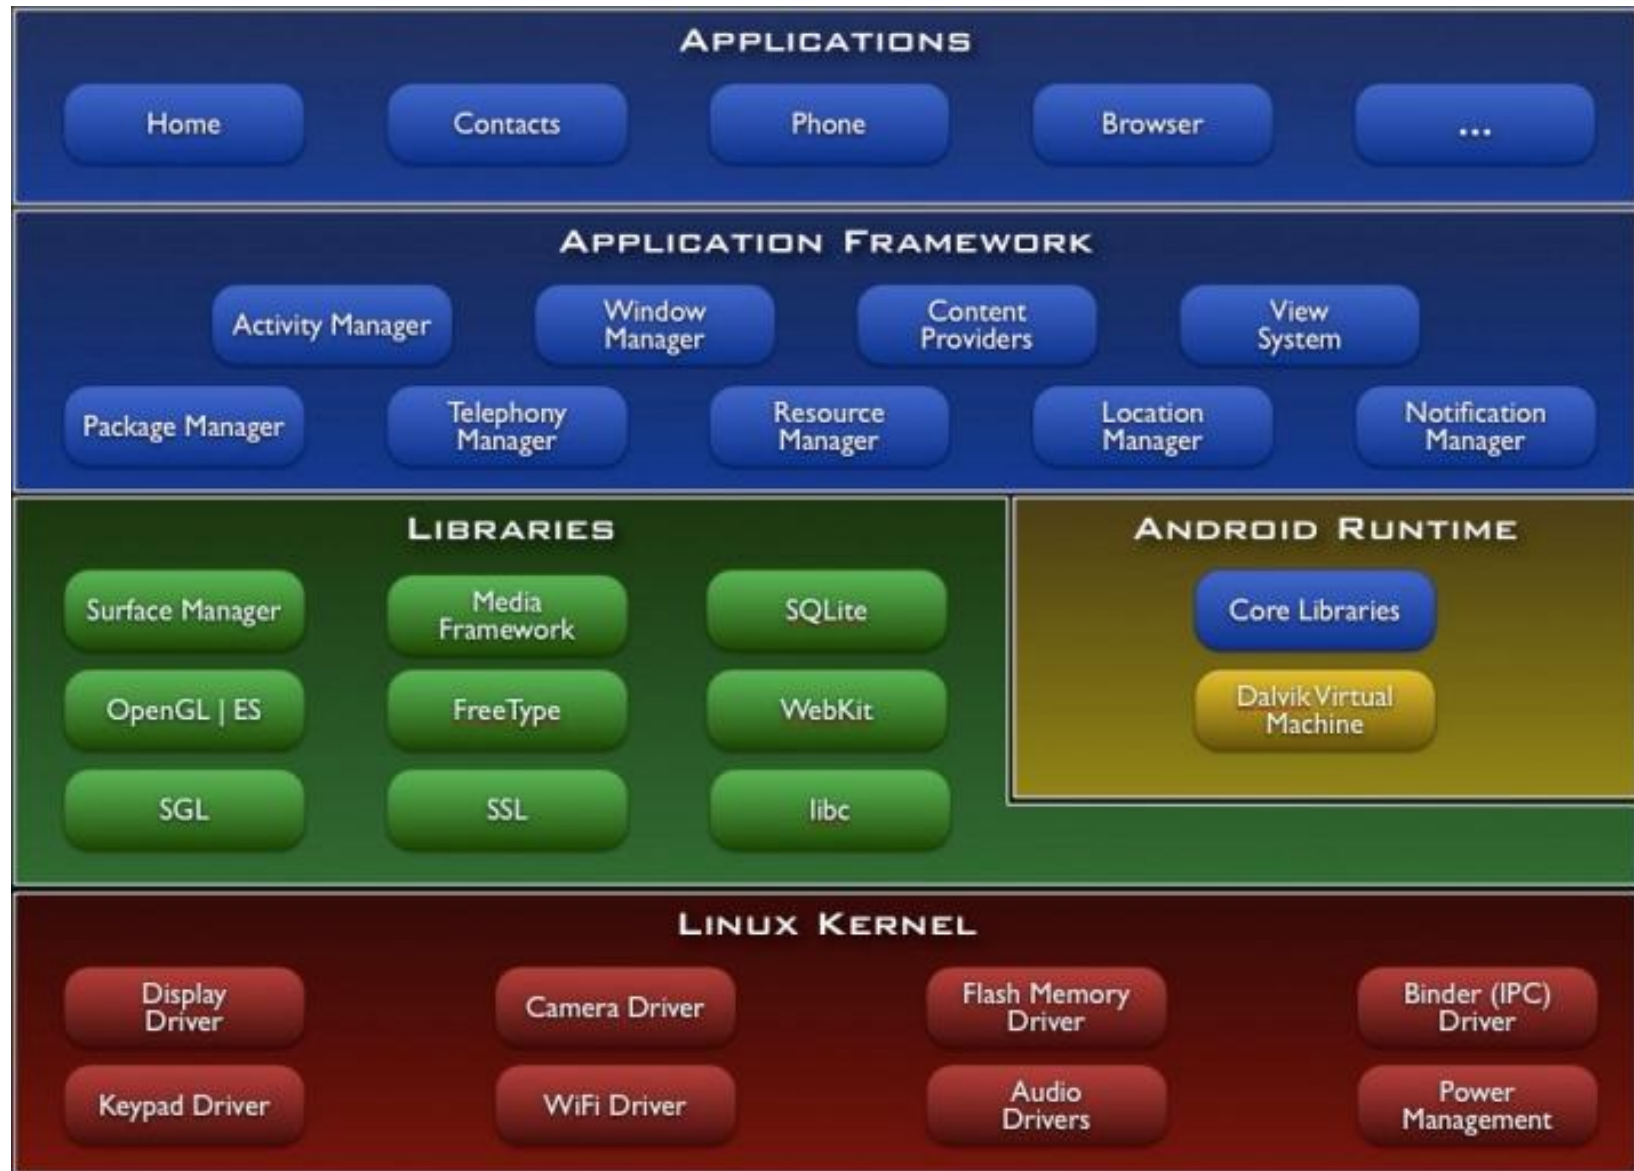 APPLICATIONS
Home
Contacts
Phone
Browser
...
APPLICATION FRAMEWORK
Activity Manager
Window
Manager
Content
Providers
View
System
Package Manager
Telephony
Manager
Resource
Manager
Location
Manager
Notification
Manager
LIBRARIES
Surface Manager
Media
Framework
SQLite
OpenGL | ES
FreeType
WebKit
SGL
SSL
libc
ANDROID RUNTIME
Core Libraries
Dalvik Virtual
Machine
LINUX KERNEL
Display
Driver
Camera Driver
Flash Memory
Driver
Binder (IPC)
Driver
Keypad Driver
WiFi Driver
Audio
Drivers
Power
Management